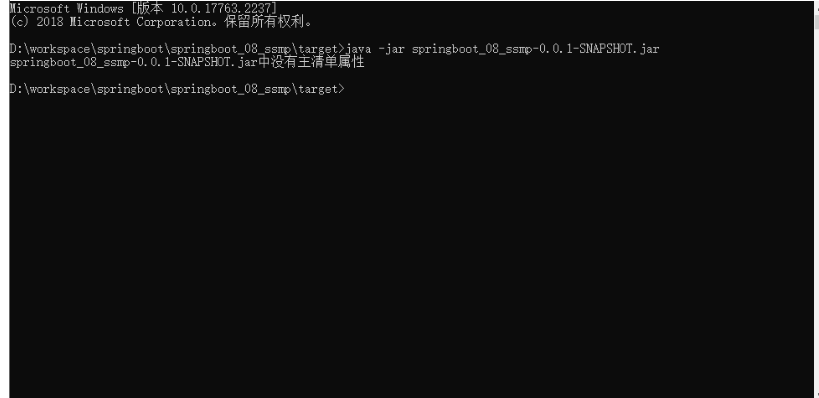 Microsoft Windows [版本 10.0.17763.2237]
(c) 2018 Microsoft Corporation。保留所有权利。
D:\workspace\springboot\springboot_08_ssmp\target>java -jar springboot_08_ssmp-0.0.1-SNAPSHOT.jar
springboot_08_ssmp-0.0.1-SNAPSHOT.jar中没有主清单属性
D:\workspace\springboot\springboot_08_ssmp\target>